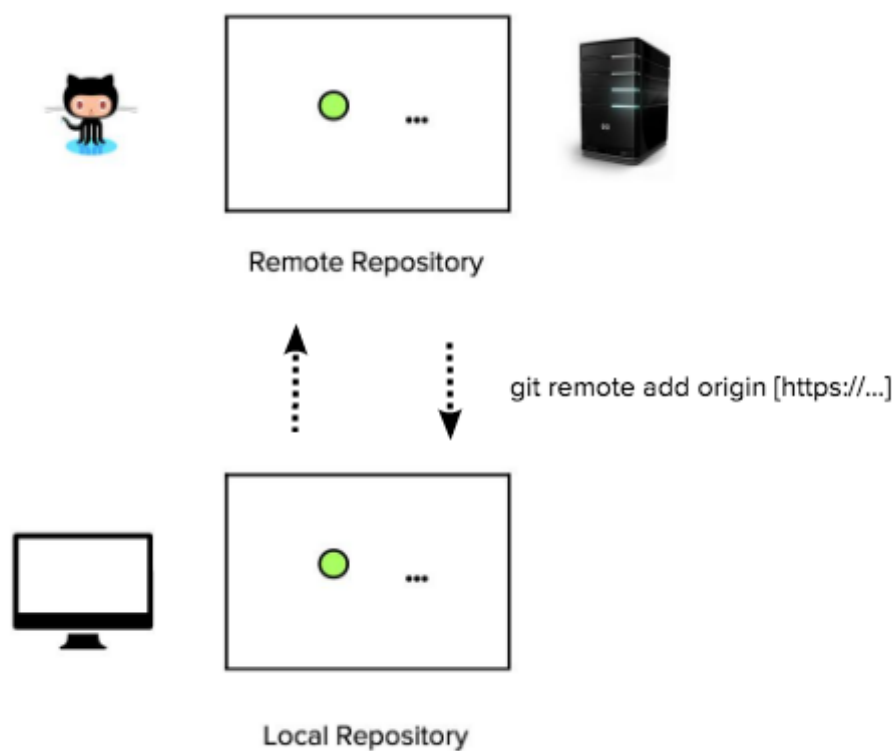 ...
Remote Repository
git remote add origin [https://...]
...
Local Repository